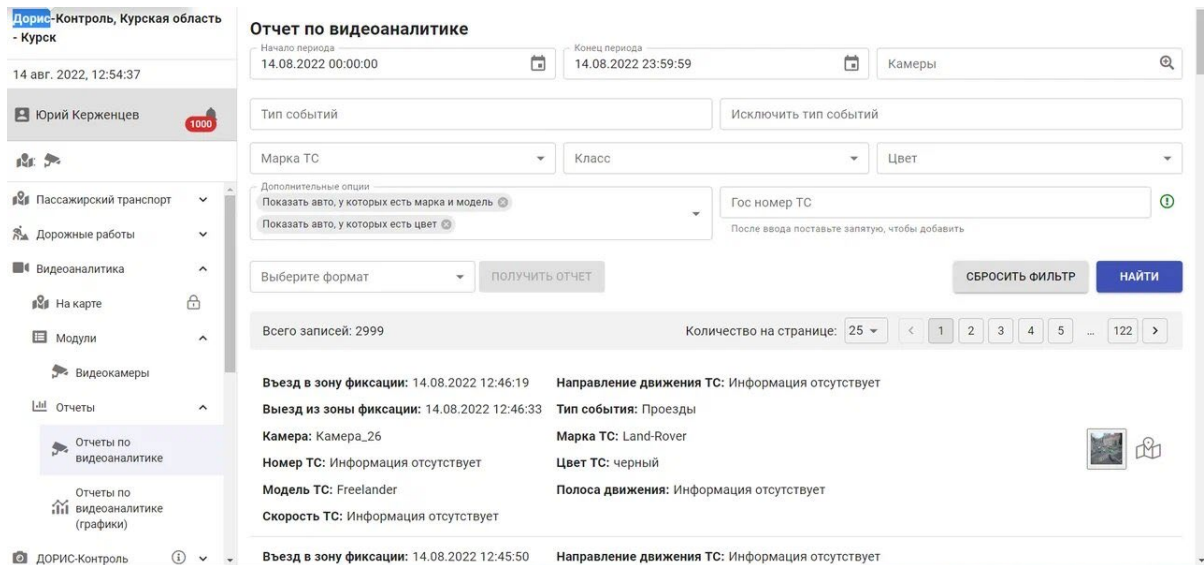 Дорис-Контроль, Курская область
- Курск
14 авг. 2022, 12:54:37
Юрий Керженцев
1000
Пассажирский транспорт
Дорожные работы
Видеоаналитика
На карте
Модули
Видеокамеры
Отчеты
Отчеты по
видеоаналитике
Отчеты по
видеоаналитике
(графики)
ДОРИС-Контроль
Отчет по видеоаналитике
Начало периода
14.08.2022 00:00:00
Конец периода
14.08.2022 23:59:59
Камеры
Тип событий
Исключить тип событий
Марка ТС
Класс
Цвет
Дополнительные опции
Показать авто, у которых есть марка и модель
Показать авто, у которых есть цвет
Гос номер ТС
После ввода поставьте запятую, чтобы добавить
Выберите формат
ПОЛУЧИТЬ ОТЧЕТ
СБРОСИТЬ ФИЛЬТР
НАЙТИ
Всего записей: 2999
Количество на странице: 25
< 1 2 3 4 5 ... 122 >
Въезд в зону фиксации: 14.08.2022 12:46:19 Направление движения ТС: Информация отсутствует
Выезд из зоны фиксации: 14.08.2022 12:46:33 Тип события: Проезды
Камера: Камера_26 Марка ТС: Land-Rover
Номер ТС: Информация отсутствует Цвет ТС: черный
Модель ТС: Freelander Полоса движения: Информация отсутствует
Скорость ТС: Информация отсутствует
Въезд в зону фиксации: 14.08.2022 12:45:50 Направление движения ТС: Информация отсутствует